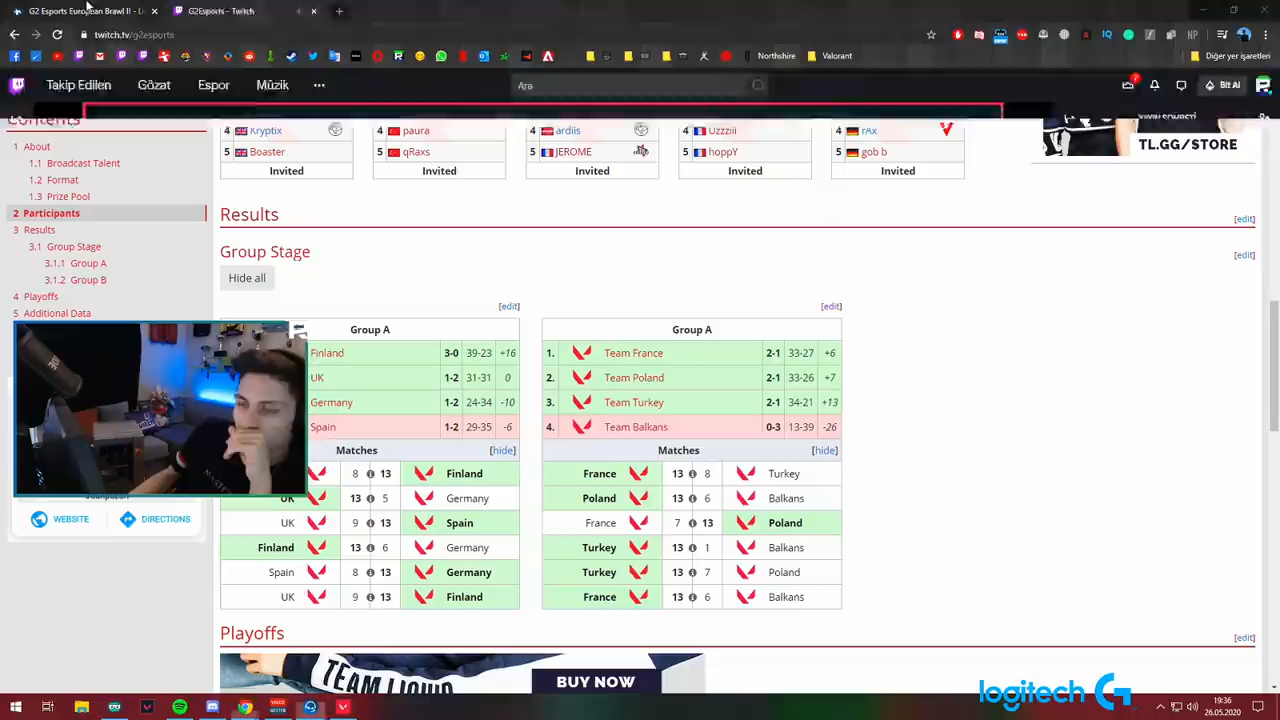 G2 Esports European Brawl II - Li
G2Esports - Twitch
twitch.tv/g2esports
Northshire
Valorant
Diğer yer işaretleri
Takip Edilen
Gözat
Espor
Müzik
Ara
7
Bit Al
Contents
1 About
1.1 Broadcast Talent
1.2 Format
1.3 Prize Pool
2 Participants
3 Results
3.1 Group Stage
3.1.1 Group A
3.1.2 Group B
4 Playoffs
5 Additional Data
WEBSITE
DIRECTIONS
4 Kryptix
5 Boaster
Invited
4 paura
5 qRaxs
Invited
4 ardiis
5 JEROME
Invited
4 Uzzziii
5 hoppY
Invited
4 rAx
5 gob b
Invited
TL.GG/STORE
Results
[edit]
Group Stage
[edit]
Hide all
[edit]
Group A
Finland 3-0 39-23 +16
UK 1-2 31-31 0
Germany 1-2 24-34 -10
Spain 1-2 29-35 -6
Matches [hide]
8 13 Finland
UK 13 5 Germany
UK 9 13 Spain
Finland 13 6 Germany
Spain 8 13 Germany
UK 9 13 Finland
[edit]
Group A
1. Team France 2-1 33-27 +6
2. Team Poland 2-1 33-26 +7
3. Team Turkey 2-1 34-21 +13
4. Team Balkans 0-3 13-39 -26
Matches [hide]
France 13 8 Turkey
Poland 13 6 Balkans
France 7 13 Poland
Turkey 13 1 Balkans
Turkey 13 7 Poland
France 13 6 Balkans
Playoffs
[edit]
TEAM LIQUID
BUY NOW
logitech G
19:36
26.05.2020